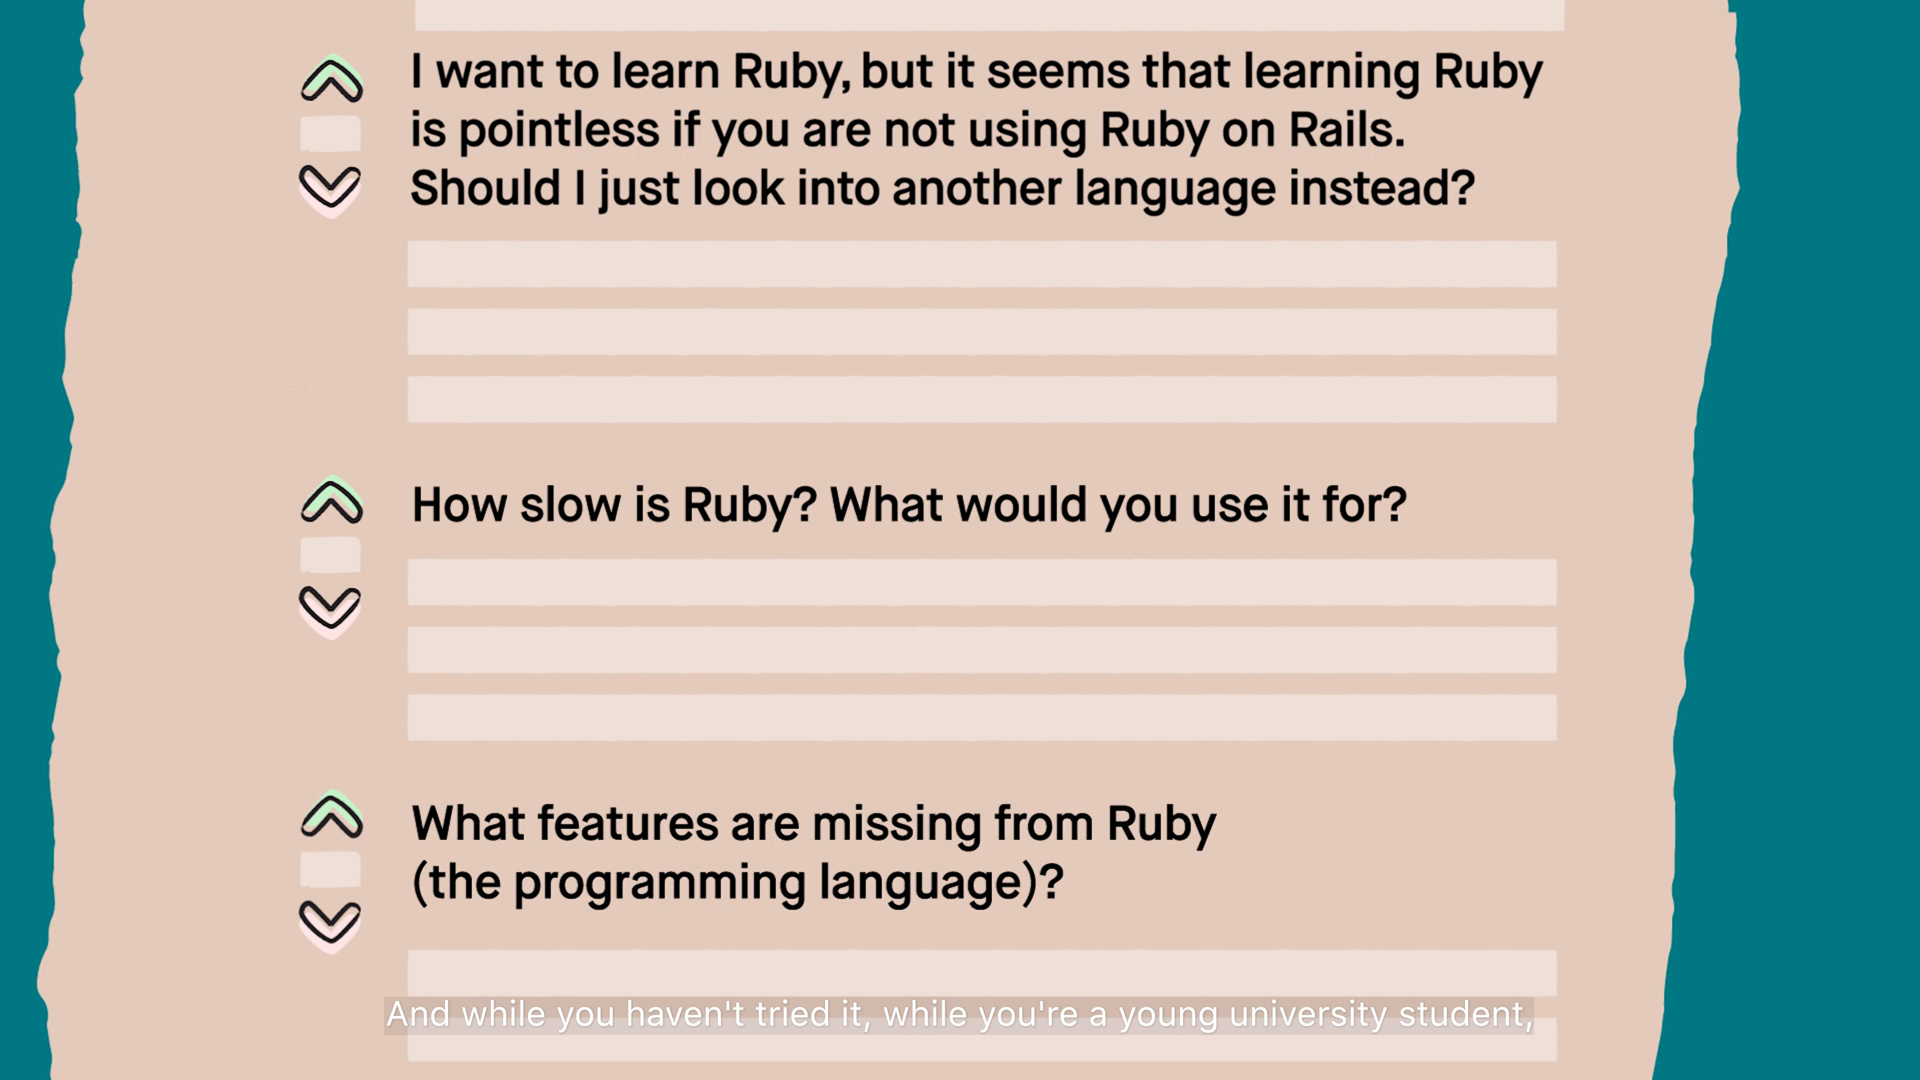 I want to learn Ruby, but it seems that learning Ruby
is pointless if you are not using Ruby on Rails.
Should I just look into another language instead?
How slow is Ruby? What would you use it for?
What features are missing from Ruby
(the programming language)?
And while you haven't tried it, while you're a young university student,